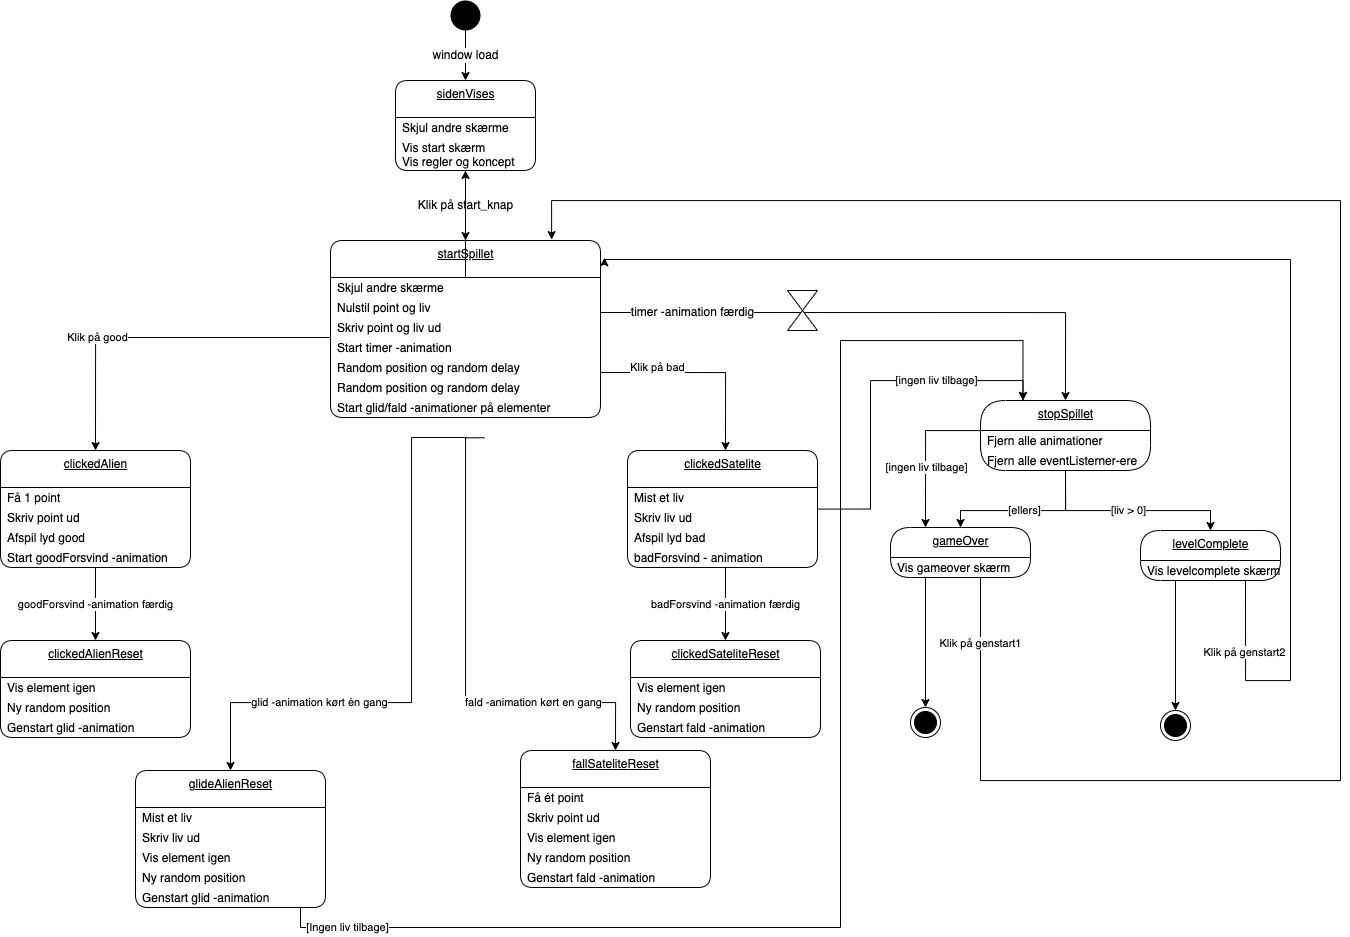 window load
sidenVises
Skjul andre skærme
Vis start skærm
Vis regler og koncept
Klik på start_knap
startSpillet
Skjul andre skærme
Nulstil point og liv
Skriv point og liv ud
Start timer -animation
Random position og random delay
Random position og random delay
Start glid/fald -animationer på elementer
timer -animation færdig
Klik på good
Klik på bad
[ingen liv tilbage]
stopSpillet
Fjern alle animationer
Fjern alle eventListerner-ere
[ingen liv tilbage]
[ellers]
[liv > 0]
clickedAlien
Få 1 point
Skriv point ud
Afspil lyd good
Start goodForsvind -animation
clickedSatelite
Mist et liv
Skriv liv ud
Afspil lyd bad
badForsvind - animation
gameOver
Vis gameover skærm
levelComplete
Vis levelcomplete skærm
goodForsvind -animation færdig
badForsvind -animation færdig
clickedAlienReset
Vis element igen
Ny random position
Genstart glid -animation
clickedSateliteReset
Vis element igen
Ny random position
Genstart fald -animation
Klik på genstart1
Klik på genstart2
glid -animation kørt én gang
fald -animation kørt en gang
glideAlienReset
Mist et liv
Skriv liv ud
Vis element igen
Ny random position
Genstart glid -animation
fallSateliteReset
Få ét point
Skriv point ud
Vis element igen
Ny random position
Genstart fald -animation
[Ingen liv tilbage]